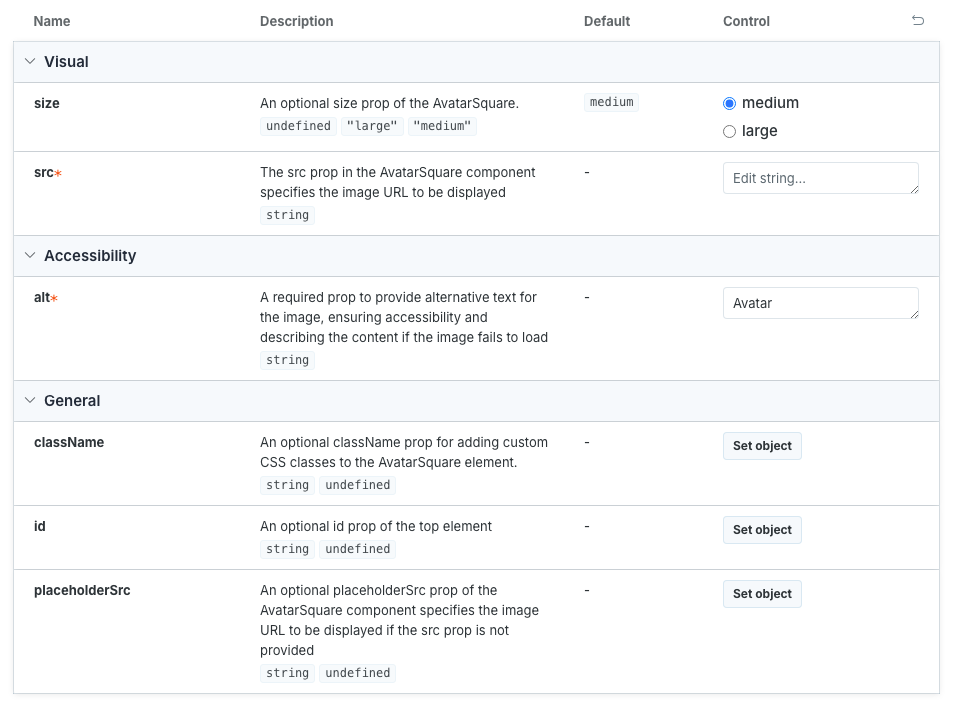 Name Description Default Control
Visual
size An optional size prop of the AvatarSquare. medium medium
undefined "large" "medium" large
src* The src prop in the AvatarSquare component - Edit string...
specifies the image URL to be displayed
string
Accessibility
alt* A required prop to provide alternative text for - Avatar
the image, ensuring accessibility and
describing the content if the image fails to load
string
General
className An optional className prop for adding custom - Set object
CSS classes to the AvatarSquare element.
string undefined
id An optional id prop of the top element - Set object
string undefined
placeholderSrc An optional placeholderSrc prop of the - Set object
AvatarSquare component specifies the image
URL to be displayed if the src prop is not
provided
string undefined